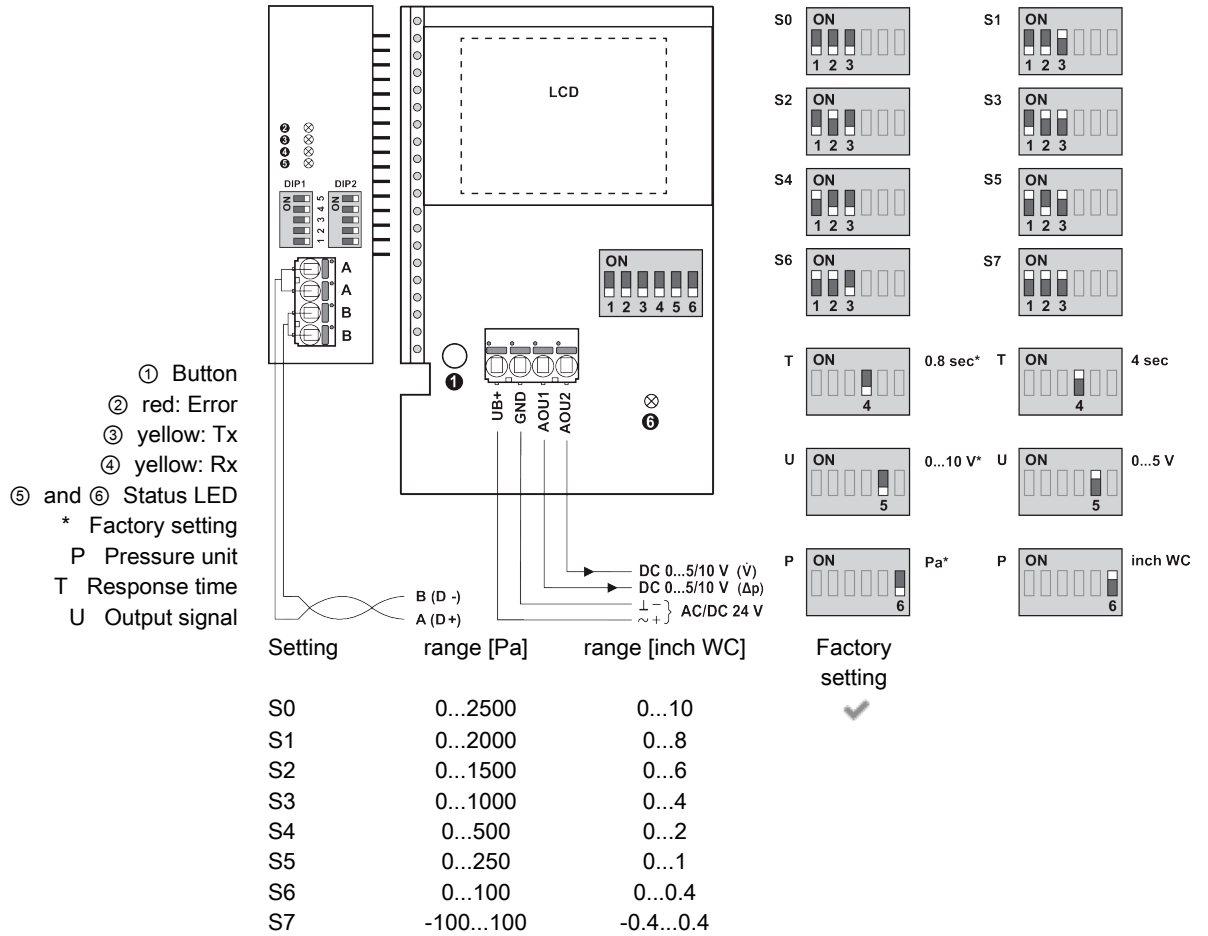 LCD
❷
❸
❹
❺
DIP1 DIP2
ON 1 2 3 4 5 ON
A
A
B
B
ON
1 2 3 4 5 6
❶
❻
UB+
GND
AOU1
AOU2
DC 0...5/10 V (V̇)
DC 0...5/10 V (Δp)
⊥ −
~ + } AC/DC 24 V
B (D -)
A (D+)
① Button
② red: Error
③ yellow: Tx
④ yellow: Rx
⑤ and ⑥ Status LED
* Factory setting
P Pressure unit
T Response time
U Output signal
S0 ON
1 2 3
S1 ON
1 2 3
S2 ON
1 2 3
S3 ON
1 2 3
S4 ON
1 2 3
S5 ON
1 2 3
S6 ON
1 2 3
S7 ON
1 2 3
T ON 0.8 sec*
4
T ON 4 sec
4
U ON 0...10 V*
5
U ON 0...5 V
5
P ON Pa*
6
P ON inch WC
6
Setting range [Pa] range [inch WC] Factory
setting
S0 0...2500 0...10 ✔
S1 0...2000 0...8
S2 0...1500 0...6
S3 0...1000 0...4
S4 0...500 0...2
S5 0...250 0...1
S6 0...100 0...0.4
S7 -100...100 -0.4...0.4